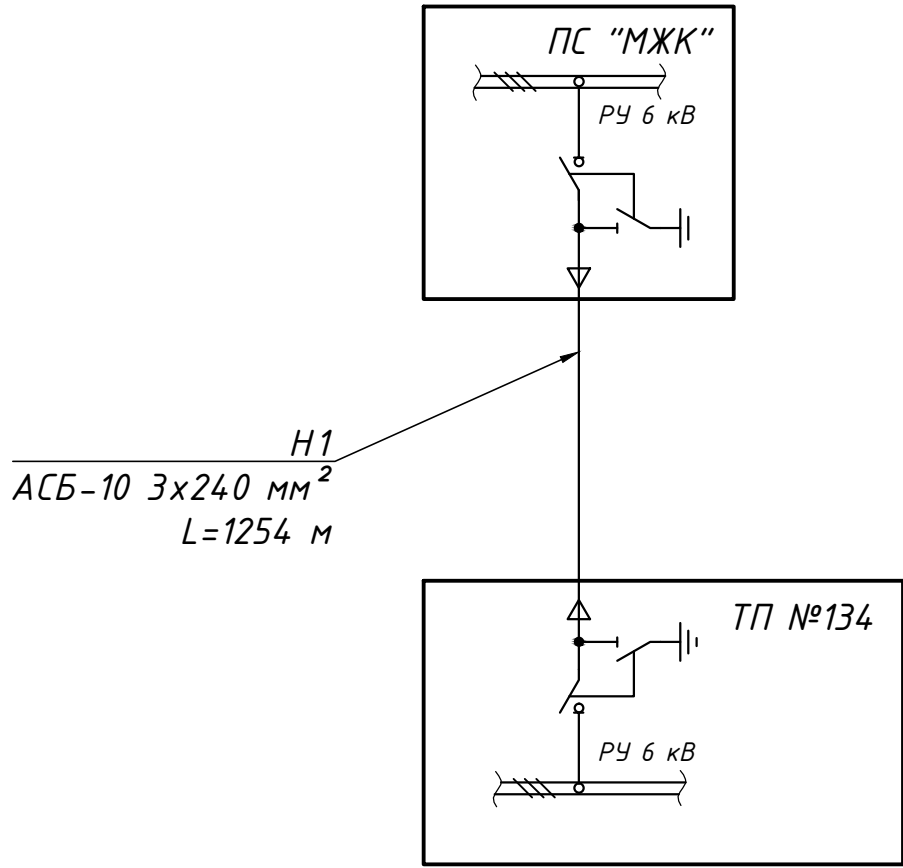 ПС "МЖК"
РУ 6 кВ
Н1
АСБ-10 3х240 мм²
L=1254 м
ТП №134
РУ 6 кВ